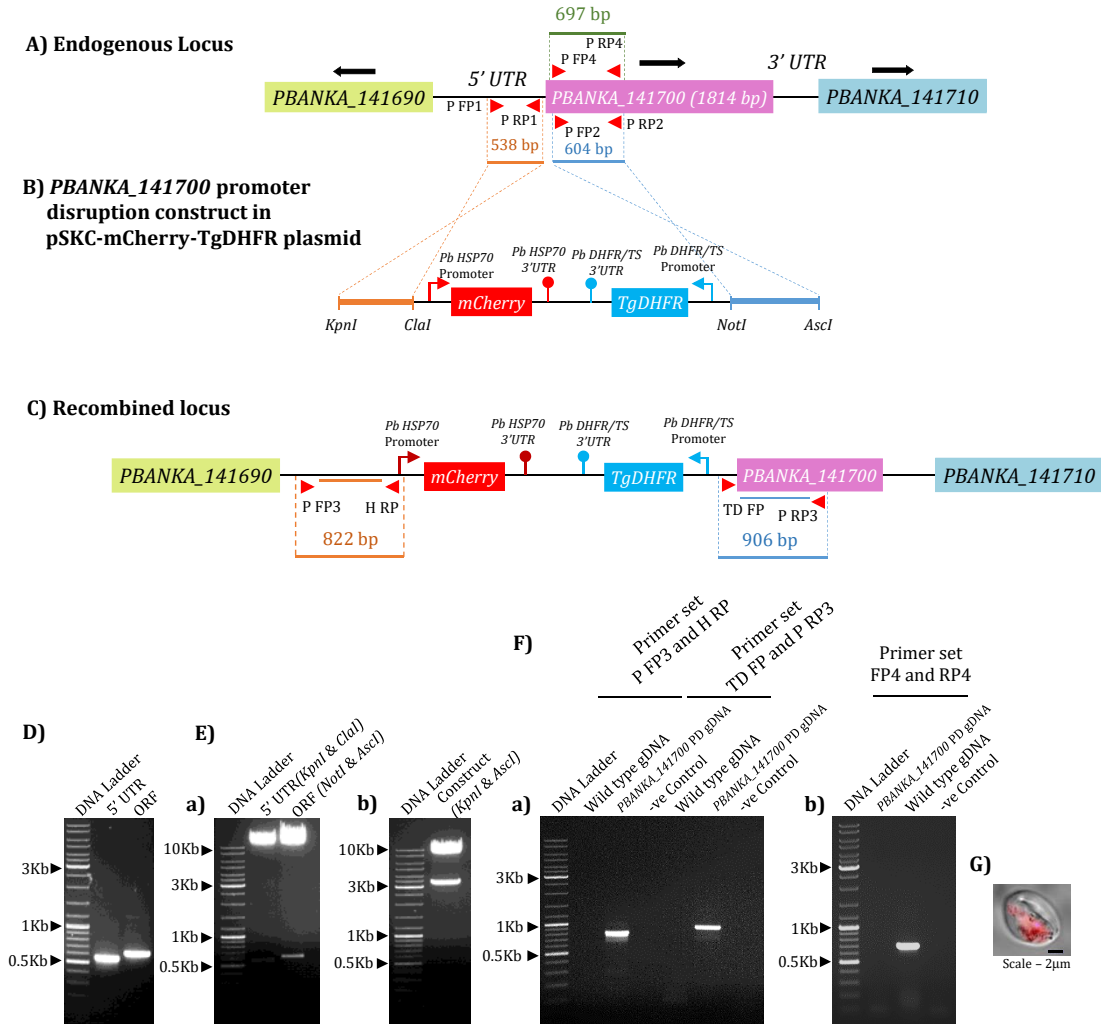 A) Endogenous Locus
697 bp
P RP4
P FP4
5' UTR
3' UTR
PBANKA_141690
PBANKA_141700 (1814 bp)
PBANKA_141710
P FP1
P RP1
P FP2
P RP2
538 bp
604 bp
B) PBANKA_141700 promoter
disruption construct in
pSKC-mCherry-TgDHFR plasmid
Pb HSP70
Promoter
Pb HSP70
3'UTR
Pb DHFR/TS
3'UTR
Pb DHFR/TS
Promoter
mCherry
TgDHFR
KpnI
ClaI
NotI
AscI
C) Recombined locus
Pb HSP70
Promoter
Pb HSP70
3'UTR
Pb DHFR/TS
3'UTR
Pb DHFR/TS
Promoter
PBANKA_141690
mCherry
TgDHFR
PBANKA_141700
PBANKA_141710
P FP3
H RP
TD FP
P RP3
822 bp
906 bp
D)
DNA Ladder
5' UTR
ORF
3Kb
1Kb
0.5Kb
E)
a)
DNA Ladder
5' UTR(KpnI & ClaI)
ORF (NotI & AscI)
10Kb
3Kb
1Kb
0.5Kb
b)
DNA Ladder
Construct
(KpnI & AscI)
10Kb
3Kb
1Kb
0.5Kb
F)
Primer set
P FP3 and H RP
Primer set
TD FP and P RP3
a)
DNA Ladder
Wild type gDNA
PBANKA_141700 PD gDNA
-ve Control
Wild type gDNA
PBANKA_141700 PD gDNA
-ve Control
3Kb
1Kb
0.5Kb
Primer set
FP4 and RP4
b)
DNA Ladder
PBANKA_141700 PD gDNA
Wild type gDNA
-ve Control
3Kb
1Kb
0.5Kb
G)
Scale – 2µm